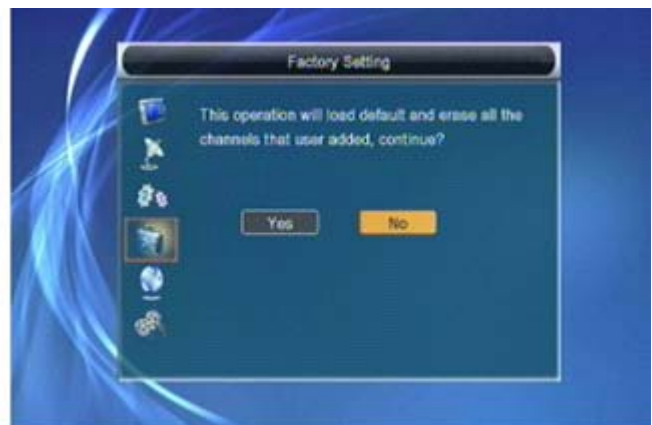 Factory Setting
This operation will load default and erase all the
channels that user added, continue?
Yes
No